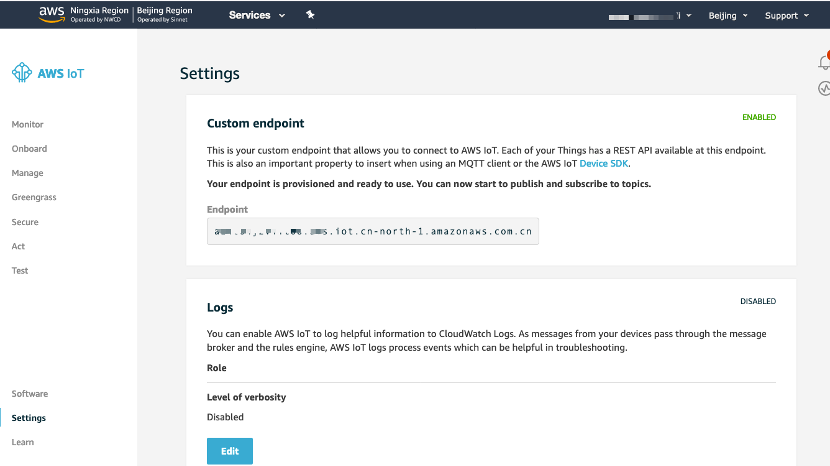 aws Ningxia Region Beijing Region Services Beijing Support
Operated by NWCD Operated by Sinnet
AWS IoT
Monitor
Onboard
Manage
Greengrass
Secure
Act
Test
Software
Settings
Learn
Settings
Custom endpoint ENABLED
This is your custom endpoint that allows you to connect to AWS IoT. Each of your Things has a REST API available at this endpoint.
This is also an important property to insert when using an MQTT client or the AWS IoT Device SDK.
Your endpoint is provisioned and ready to use. You can now start to publish and subscribe to topics.
Endpoint
.iot.cn-north-1.amazonaws.com.cn
Logs DISABLED
You can enable AWS IoT to log helpful information to CloudWatch Logs. As messages from your devices pass through the message
broker and the rules engine, AWS IoT logs process events which can be helpful in troubleshooting.
Role
Level of verbosity
Disabled
Edit